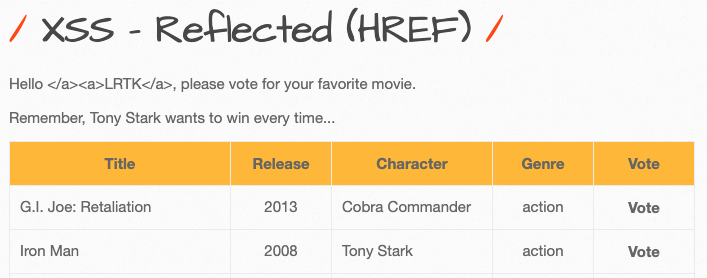 / XSS - Reflected (HREF) /
Hello </a><a>LRTK</a>, please vote for your favorite movie.
Remember, Tony Stark wants to win every time...
Title Release Character Genre Vote
G.I. Joe: Retaliation 2013 Cobra Commander action Vote
Iron Man 2008 Tony Stark action Vote